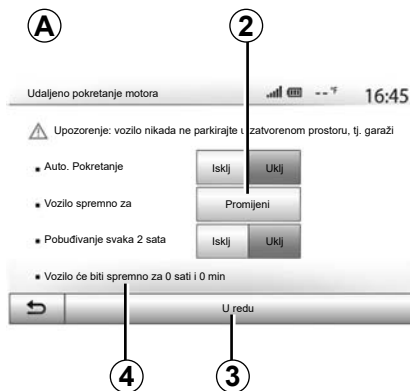 A
2
Udaljeno pokretanje motora
--°F
16:45
Upozorenje: vozilo nikada ne parkirajte u zatvorenom prostoru, tj. garaži
Auto. Pokretanje
Isklj
Uklj
Vozilo spremno za
Promijeni
Pobuđivanje svaka 2 sata
Isklj
Uklj
Vozilo će biti spremno za 0 sati i 0 min
U redu
4
3